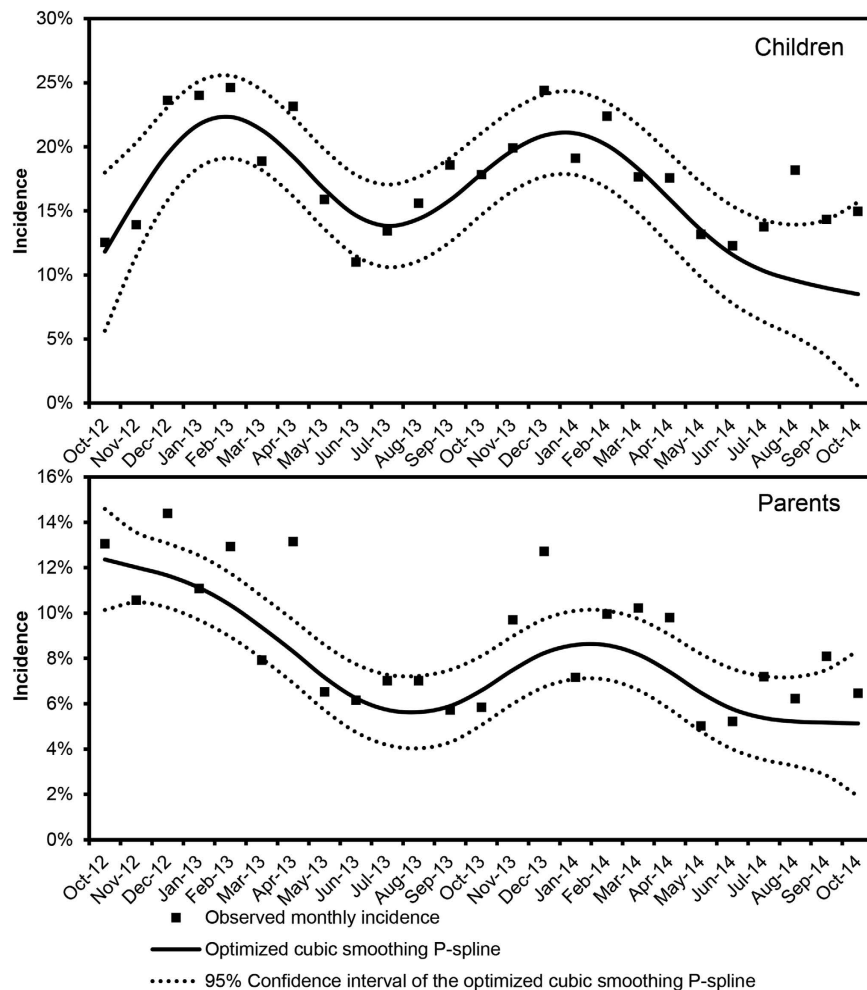 30%
Children
25%
20%
15%
10%
5%
0%
Incidence
Oct-12 Nov-12 Dec-12 Jan-13 Feb-13 Mar-13 Apr-13 May-13 Jun-13 Jul-13 Aug-13 Sep-13 Oct-13 Nov-13 Dec-13 Jan-14 Feb-14 Mar-14 Apr-14 May-14 Jun-14 Jul-14 Aug-14 Sep-14 Oct-14
16%
Parents
14%
12%
10%
8%
6%
4%
2%
0%
Incidence
Oct-12 Nov-12 Dec-12 Jan-13 Feb-13 Mar-13 Apr-13 May-13 Jun-13 Jul-13 Aug-13 Sep-13 Oct-13 Nov-13 Dec-13 Jan-14 Feb-14 Mar-14 Apr-14 May-14 Jun-14 Jul-14 Aug-14 Sep-14 Oct-14
Observed monthly incidence
Optimized cubic smoothing P-spline
95% Confidence interval of the optimized cubic smoothing P-spline